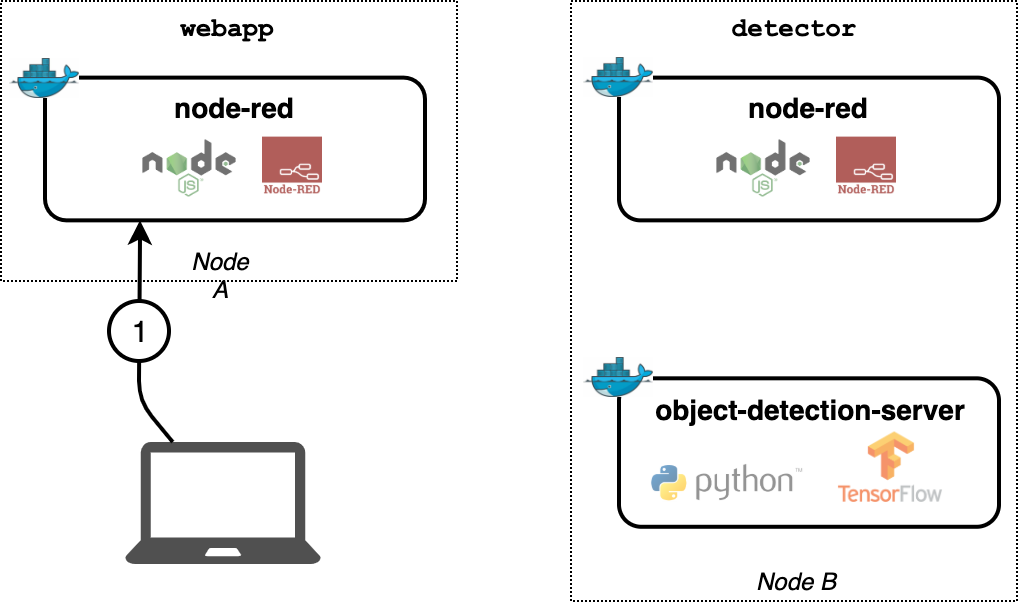 webapp
node-red
node
JS
Node-RED
Node
A
1
detector
node-red
node
JS
Node-RED
object-detection-server
python™
TensorFlow
Node B